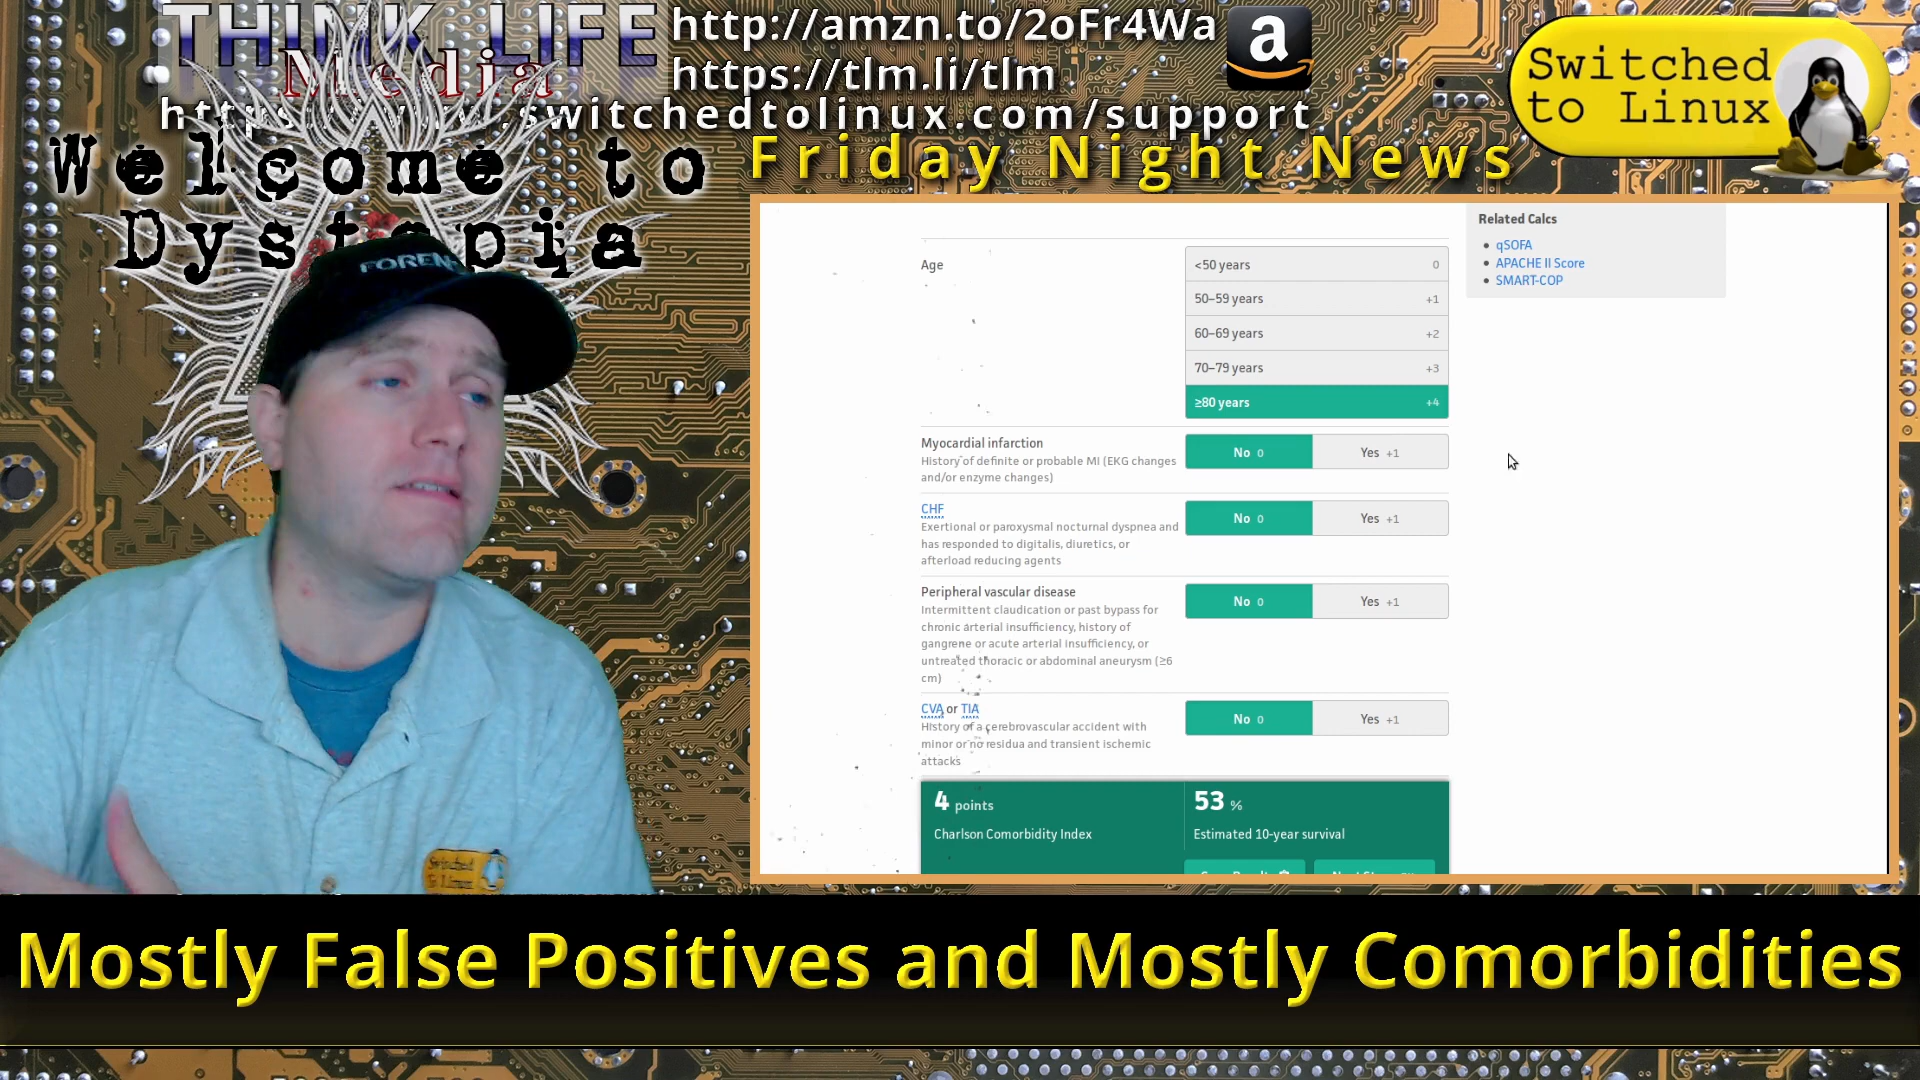 THINK LIFE
Media
http://amzn.to/2oFr4Wa
a
https://tlm.li/tlm
switchedtolinux.com/support
Switched
to Linux
Welcome to
Dystopia
Friday Night News
FOREN
Related Calcs
qSOFA
APACHE II Score
SMART-COP
Age
<50 years 0
50–59 years +1
60–69 years +2
70–79 years +3
≥80 years +4
Myocardial infarction
History of definite or probable MI (EKG changes
and/or enzyme changes)
No 0 Yes +1
CHF
Exertional or paroxysmal nocturnal dyspnea and
has responded to digitalis, diuretics, or
afterload reducing agents
No 0 Yes +1
Peripheral vascular disease
Intermittent claudication or past bypass for
chronic arterial insufficiency, history of
gangrene or acute arterial insufficiency, or
untreated thoracic or abdominal aneurysm (≥6
cm)
No 0 Yes +1
CVA or TIA
History of a cerebrovascular accident with
minor or no residua and transient ischemic
attacks
No 0 Yes +1
4 points
Charlson Comorbidity Index
53 %
Estimated 10-year survival
Switched
to Linux
Mostly False Positives and Mostly Comorbidities